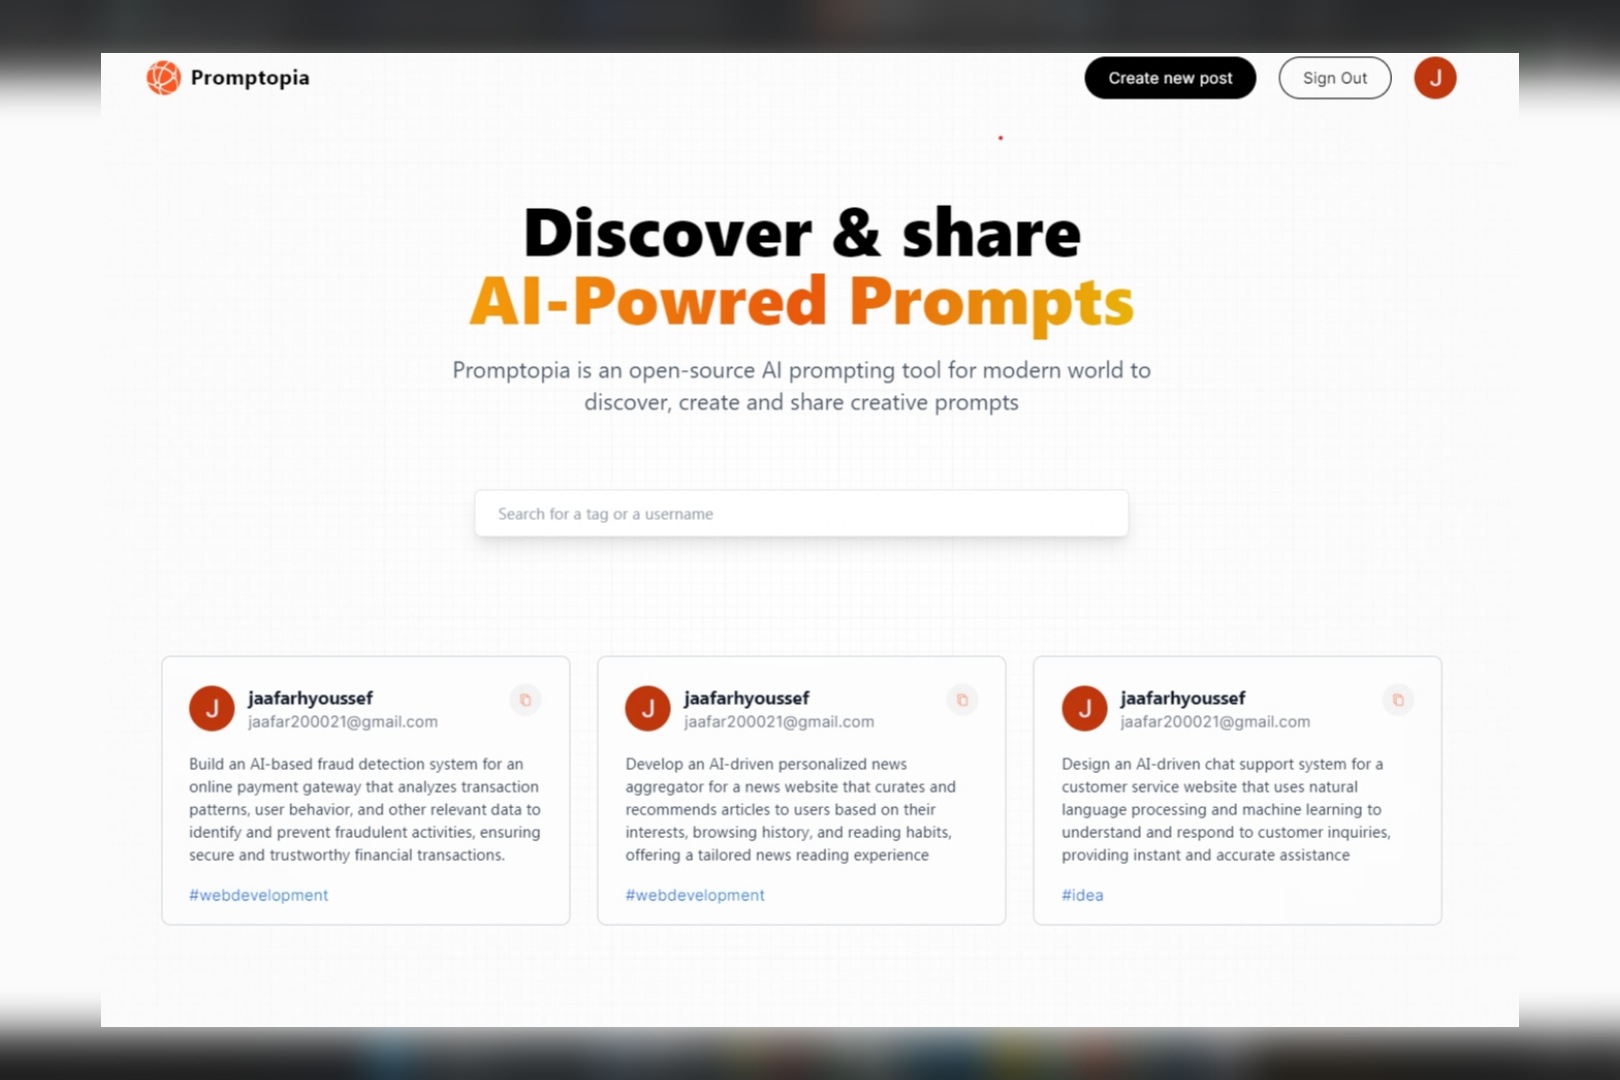 Promptopia
Create new post
Sign Out
J
Discover & share
AI-Powred Prompts
Promptopia is an open-source AI prompting tool for modern world to
discover, create and share creative prompts
Search for a tag or a username
J
jaafarhyoussef
jaafar200021@gmail.com
Build an AI-based fraud detection system for an
online payment gateway that analyzes transaction
patterns, user behavior, and other relevant data to
identify and prevent fraudulent activities, ensuring
secure and trustworthy financial transactions.
#webdevelopment
J
jaafarhyoussef
jaafar200021@gmail.com
Develop an AI-driven personalized news
aggregator for a news website that curates and
recommends articles to users based on their
interests, browsing history, and reading habits,
offering a tailored news reading experience
#webdevelopment
J
jaafarhyoussef
jaafar200021@gmail.com
Design an AI-driven chat support system for a
customer service website that uses natural
language processing and machine learning to
understand and respond to customer inquiries,
providing instant and accurate assistance
#idea